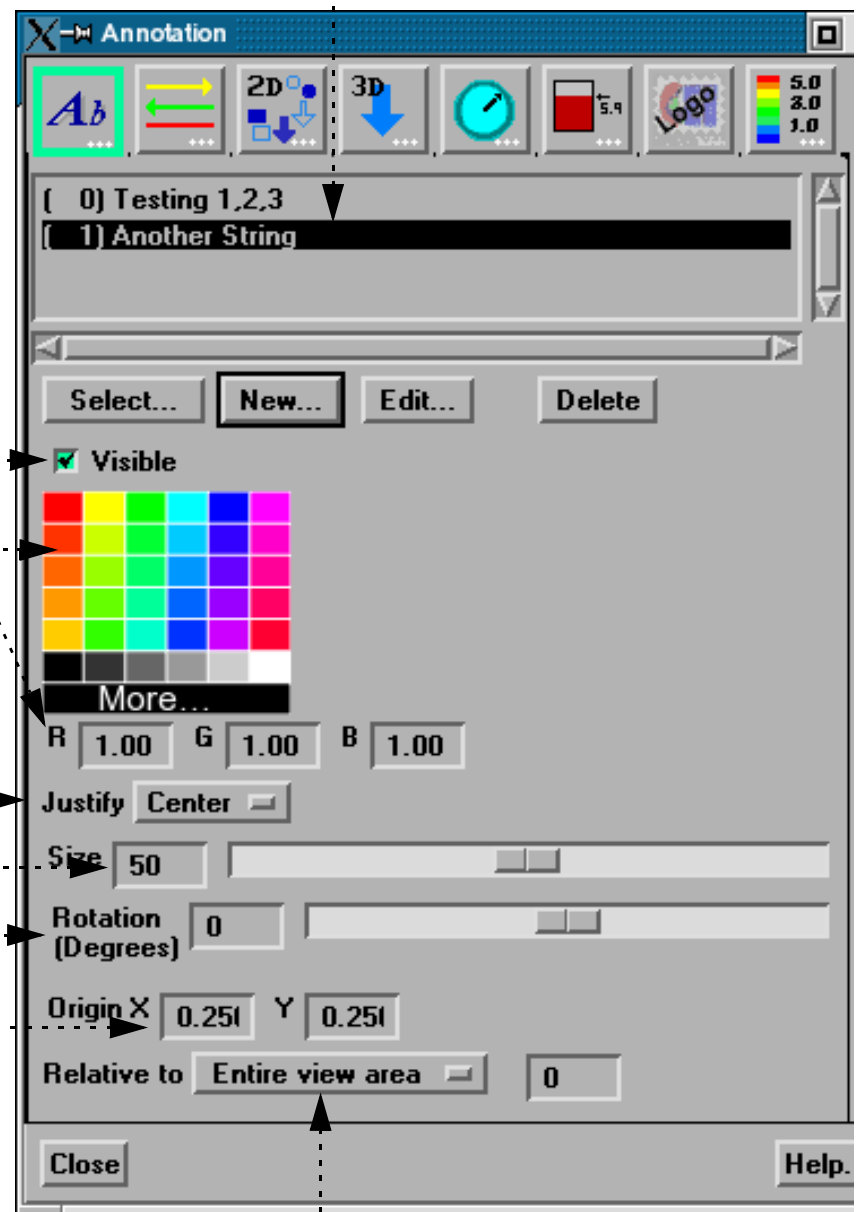 Annotation
Ab 2D 3D 5.9 Logo 5.0
3.0
1.0
( 0) Testing 1,2,3
( 1) Another String
Select... New... Edit... Delete
Visible
More...
R 1.00 G 1.00 B 1.00
Justify Center
Size 50
Rotation 0
(Degrees)
Origin X 0.25( Y 0.25(
Relative to Entire view area 0
Close Help.